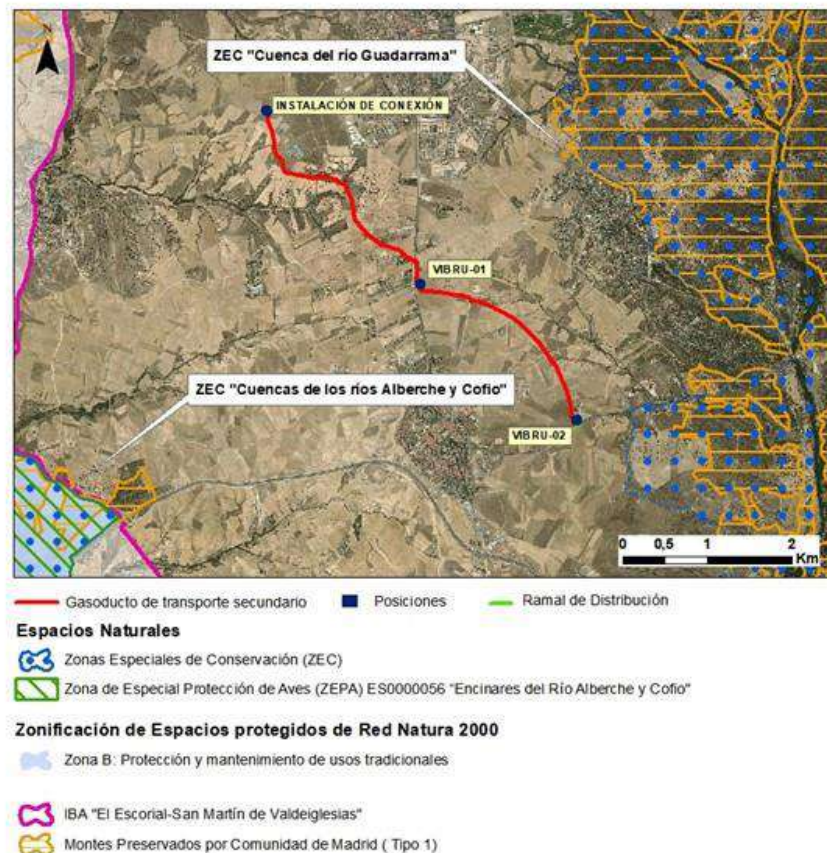 ZEC "Cuenca del río Guadarrama"
INSTALACIÓN DE CONEXIÓN
VIBRU-01
ZEC "Cuencas de los ríos Alberche y Cofio"
VIBRU-02
0 0,5 1 2
Km
Gasoducto de transporte secundario Posiciones Ramal de Distribución
Espacios Naturales
Zonas Especiales de Conservación (ZEC)
Zona de Especial Protección de Aves (ZEPA) ES0000056 "Encinares del Río Alberche y Cofio"
Zonificación de Espacios protegidos de Red Natura 2000
Zona B: Protección y mantenimiento de usos tradicionales
IBA "El Escorial-San Martín de Valdeiglesias"
Montes Preservados por Comunidad de Madrid ( Tipo 1)